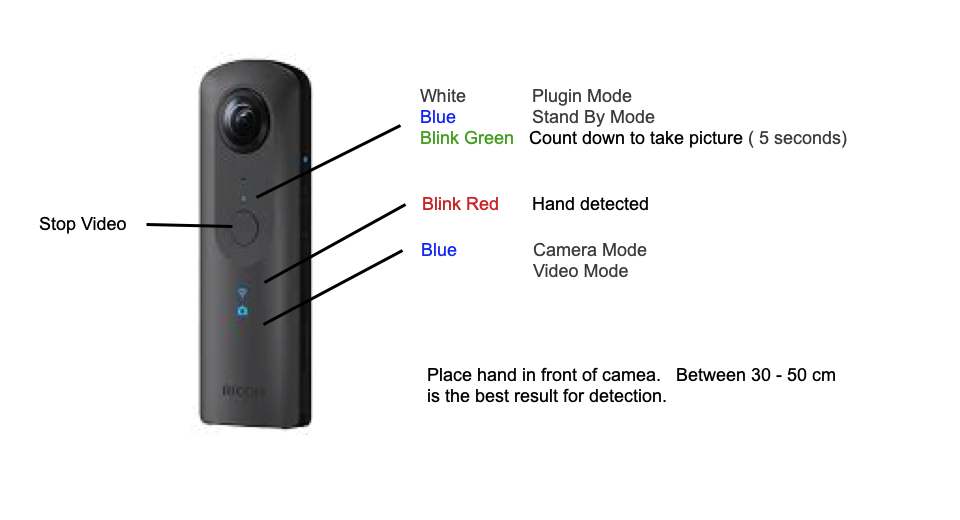 White Plugin Mode
Blue Stand By Mode
Blink Green Count down to take picture ( 5 seconds)
Blink Red Hand detected
Stop Video
Blue Camera Mode
Video Mode
Place hand in front of camea. Between 30 - 50 cm
is the best result for detection.
RICOH